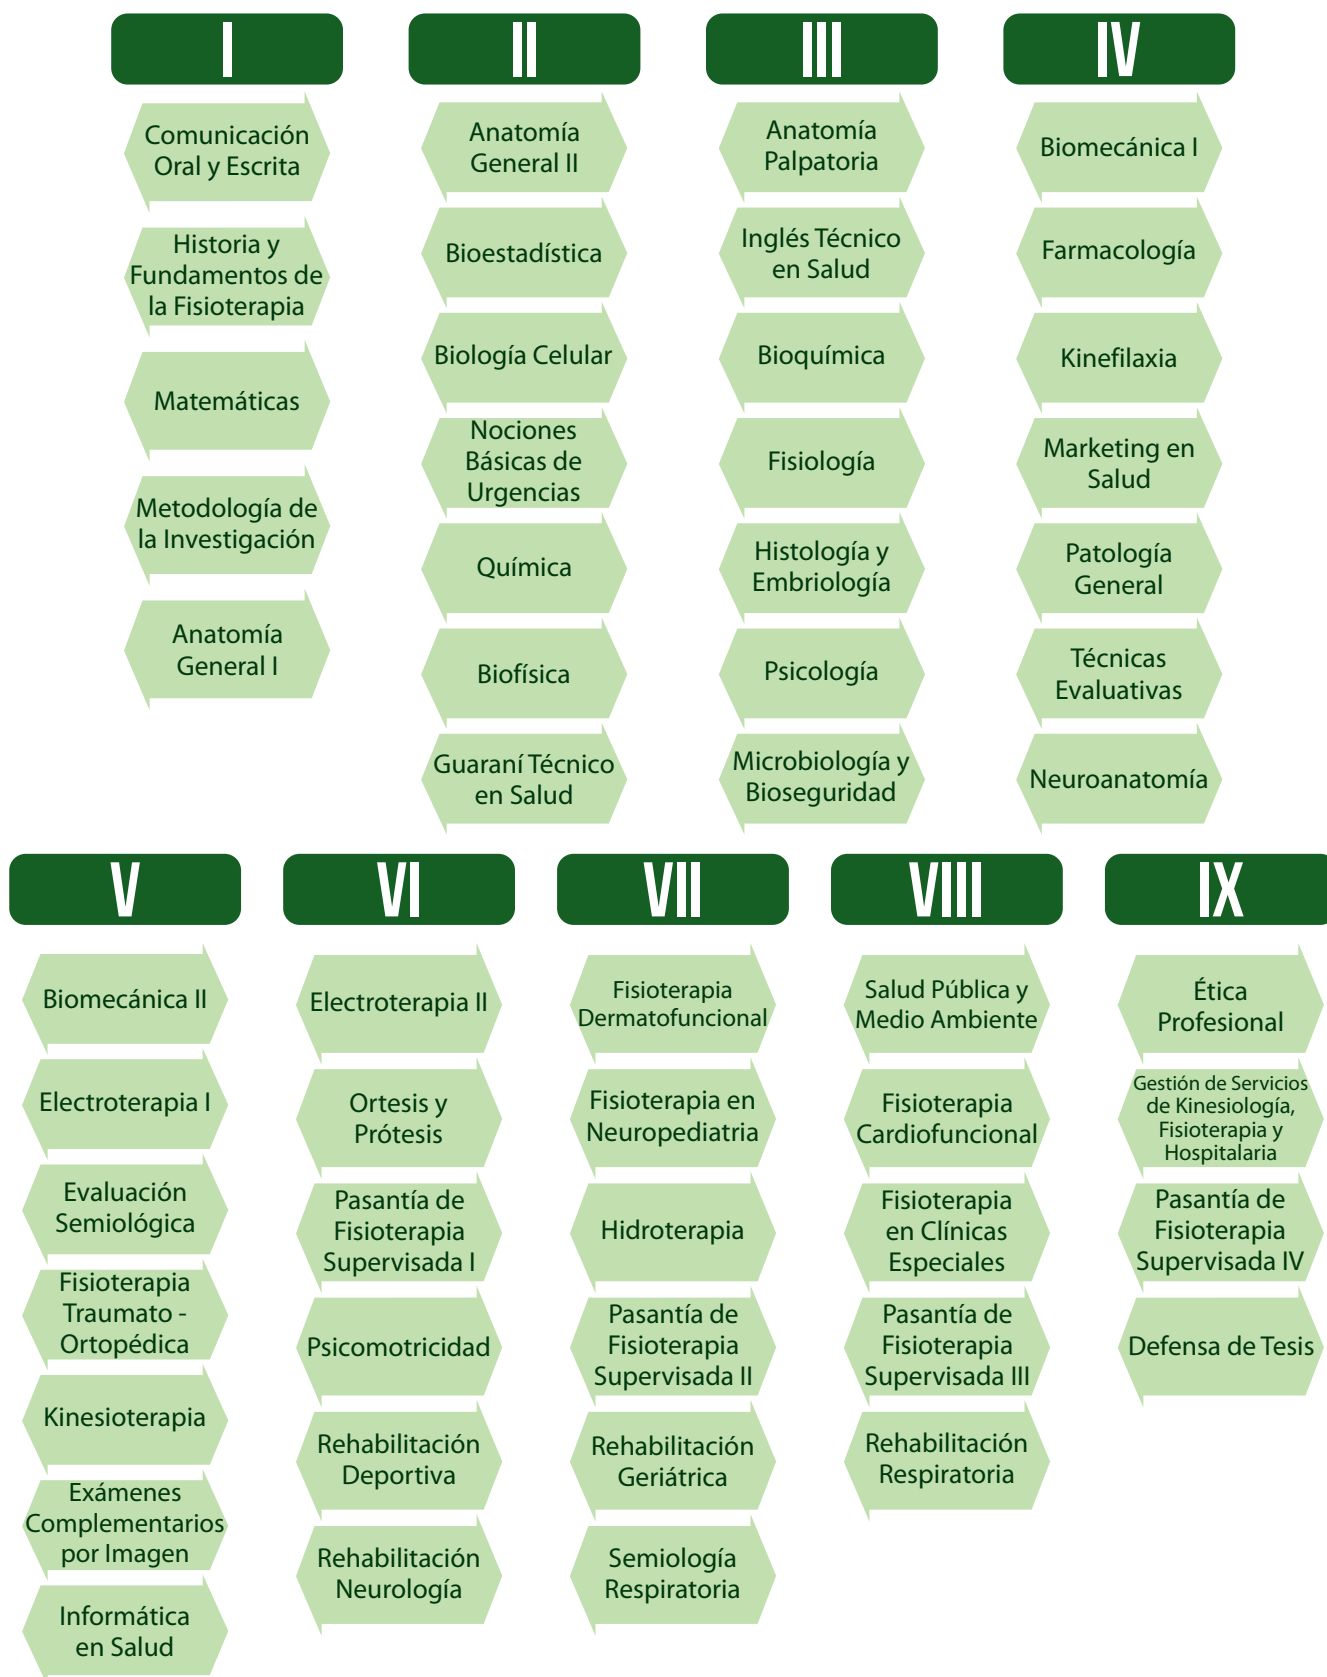 I
Comunicación
Oral y Escrita
Historia y
Fundamentos de
la Fisioterapia
Matemáticas
Metodología de
la Investigación
Anatomía
General I
II
Anatomía
General II
Bioestadística
Biología Celular
Nociones
Básicas de
Urgencias
Química
Biofísica
Guaraní Técnico
en Salud
III
Anatomía
Palpatoria
Inglés Técnico
en Salud
Bioquímica
Fisiología
Histología y
Embriología
Psicología
Microbiología y
Bioseguridad
IV
Biomecánica I
Farmacología
Kinefilaxia
Marketing en
Salud
Patología
General
Técnicas
Evaluativas
Neuroanatomía
V
Biomecánica II
Electroterapia I
Evaluación
Semiológica
Fisioterapia
Traumato -
Ortopédica
Kinesioterapia
Exámenes
Complementarios
por Imagen
Informática
en Salud
VI
Electroterapia II
Ortesis y
Prótesis
Pasantía de
Fisioterapia
Supervisada I
Psicomotricidad
Rehabilitación
Deportiva
Rehabilitación
Neurología
VII
Fisioterapia
Dermatofuncional
Fisioterapia en
Neuropediatria
Hidroterapia
Pasantía de
Fisioterapia
Supervisada II
Rehabilitación
Geriátrica
Semiología
Respiratoria
VIII
Salud Pública y
Medio Ambiente
Fisioterapia
Cardiofuncional
Fisioterapia
en Clínicas
Especiales
Pasantía de
Fisioterapia
Supervisada III
Rehabilitación
Respiratoria
IX
Ética
Profesional
Gestión de Servicios
de Kinesiología,
Fisioterapia y
Hospitalaria
Pasantía de
Fisioterapia
Supervisada IV
Defensa de Tesis